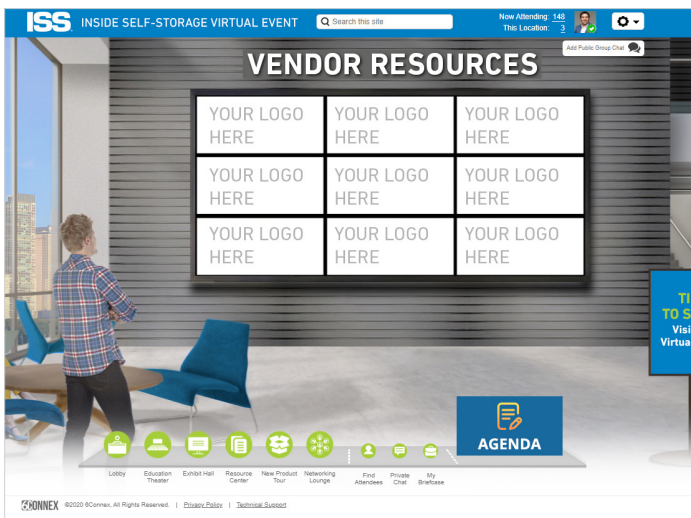 ISS INSIDE SELF-STORAGE VIRTUAL EVENT
Search this site
Now Attending: 148
This Location: 3
Add Public Group Chat
VENDOR RESOURCES
YOUR LOGO HERE
YOUR LOGO HERE
YOUR LOGO HERE
YOUR LOGO HERE
YOUR LOGO HERE
YOUR LOGO HERE
YOUR LOGO HERE
YOUR LOGO HERE
YOUR LOGO HERE
TI
TO S
Visi
Virtua
AGENDA
Lobby
Education Theater
Exhibit Hall
Resource Center
New Product Tour
Networking Lounge
Find Attendees
Private Chat
My Briefcase
6CONNEX ©2020 6Connex, All Rights Reserved. | Privacy Policy | Technical Support